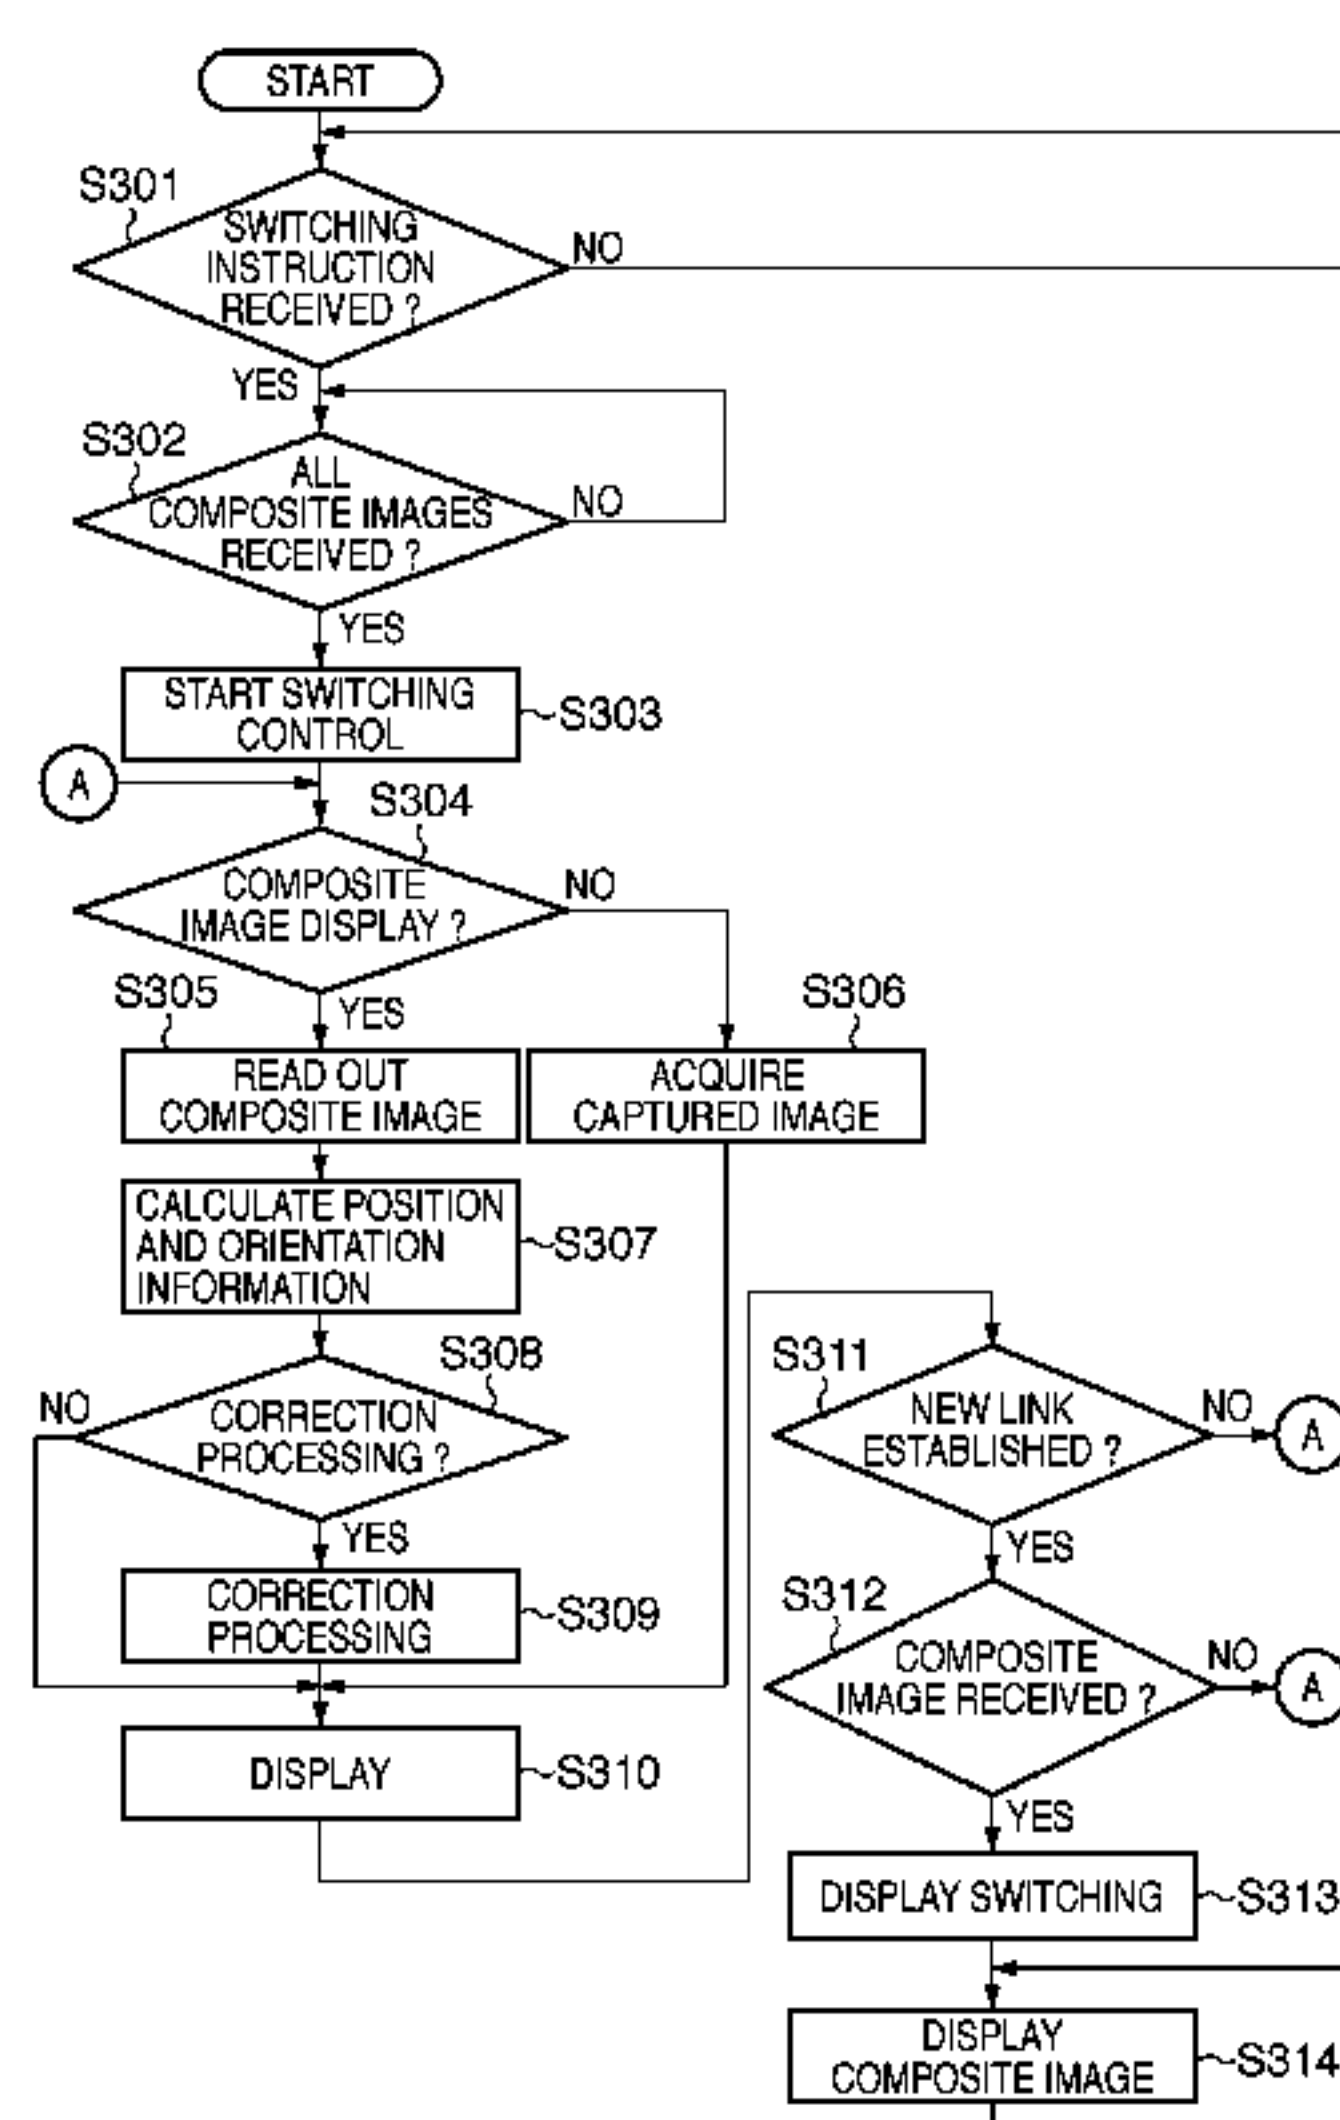 START
S301
SWITCHING
INSTRUCTION
RECEIVED ?
NO
YES
S302
ALL
COMPOSITE IMAGES
RECEIVED ?
NO
YES
START SWITCHING
CONTROL
S303
A
S304
COMPOSITE
IMAGE DISPLAY ?
NO
YES
S305
READ OUT
COMPOSITE IMAGE
S306
ACQUIRE
CAPTURED IMAGE
CALCULATE POSITION
AND ORIENTATION
INFORMATION
S307
S308
NO
CORRECTION
PROCESSING ?
YES
CORRECTION
PROCESSING
S309
DISPLAY
S310
S311
NEW LINK
ESTABLISHED ?
NO
A
YES
S312
COMPOSITE
IMAGE RECEIVED ?
NO
A
YES
DISPLAY SWITCHING
S313
DISPLAY
COMPOSITE IMAGE
S314